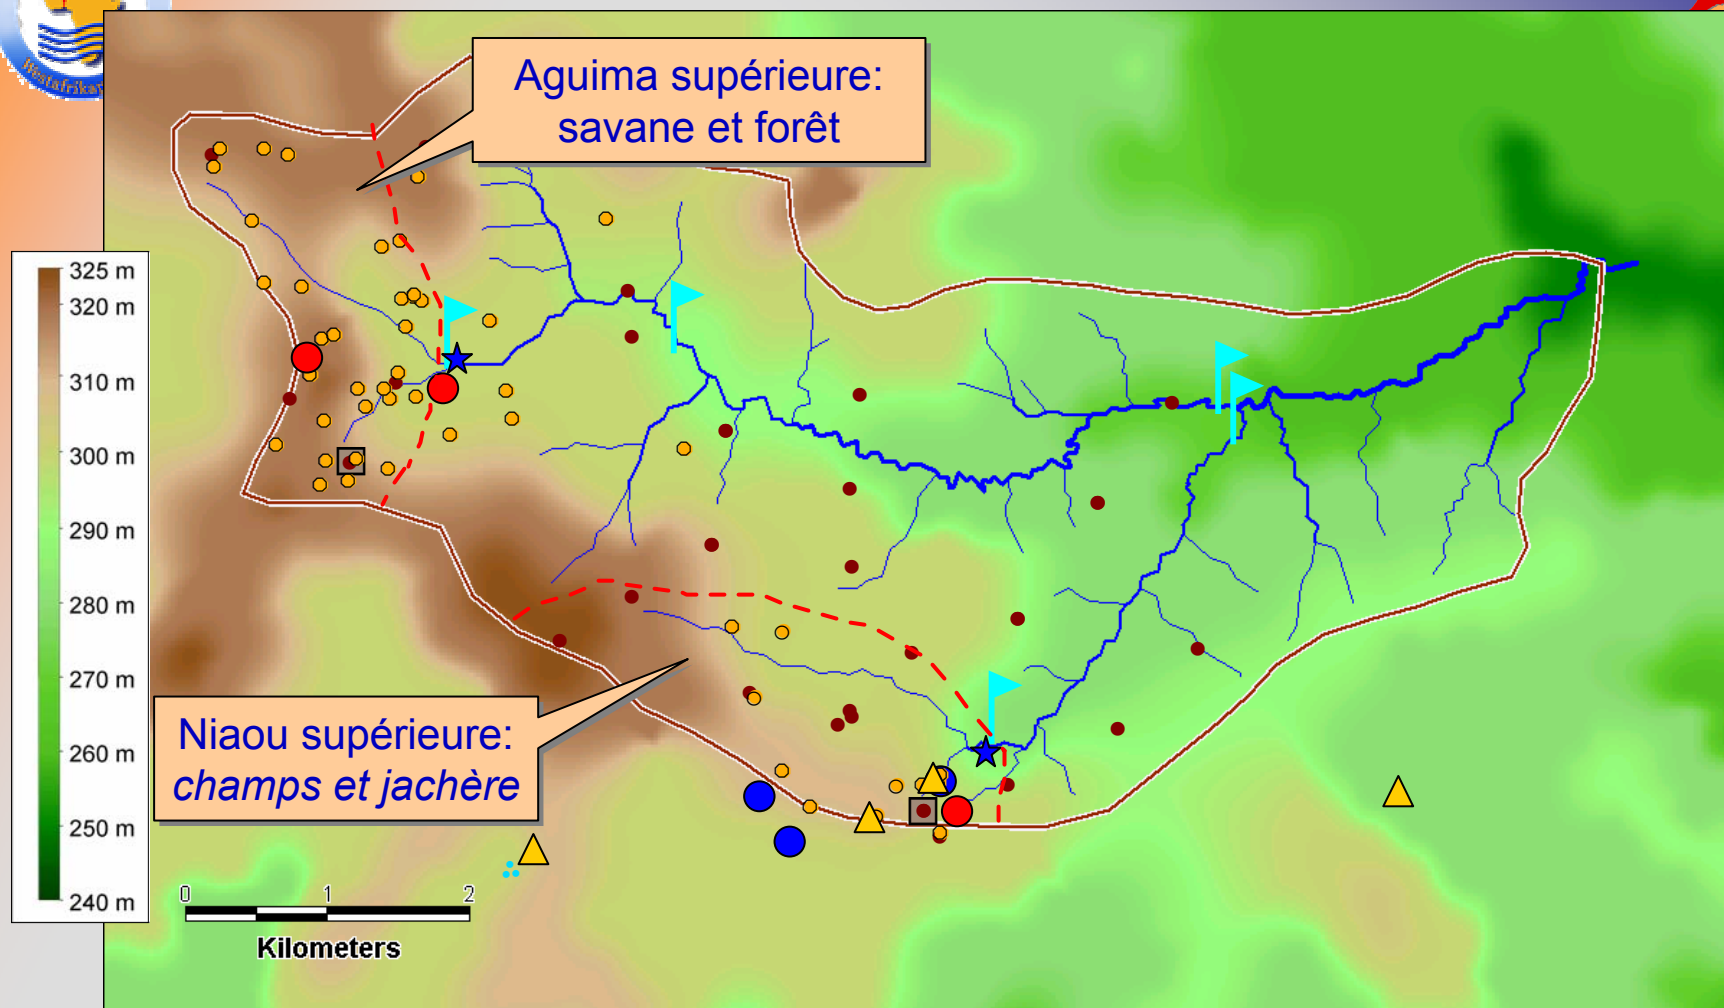 Westafrika
Aguima supérieure:
savane et forêt
325 m
320 m
310 m
300 m
290 m
280 m
270 m
260 m
250 m
240 m
Niaou supérieure:
champs et jachère
0 1 2
Kilometers